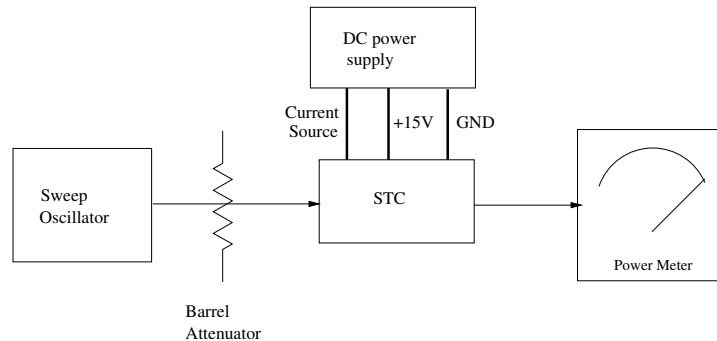 DC power
supply
Current
Source
+15V
GND
Sweep
Oscillator
STC
Power Meter
Barrel
Attenuator